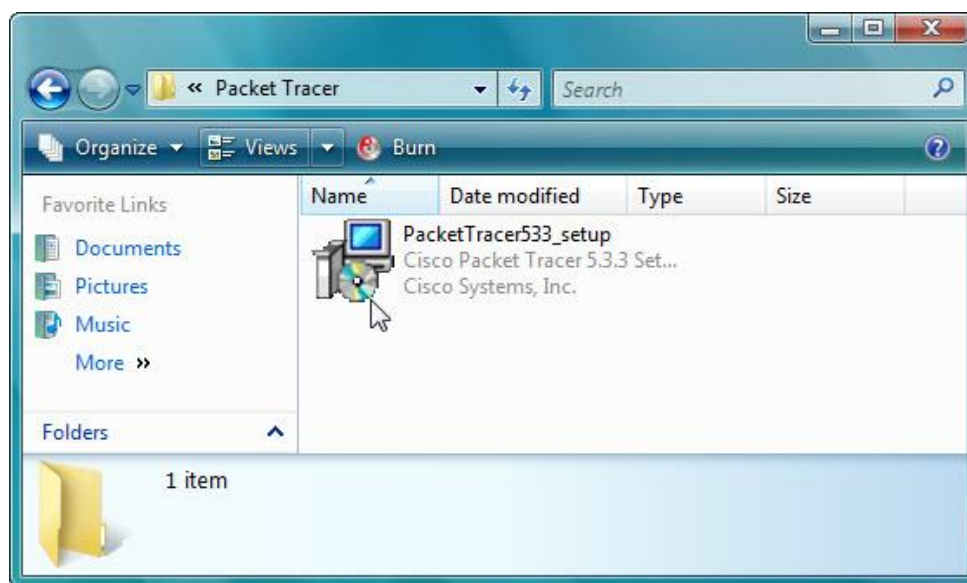 « Packet Tracer
Search
Organize
Views
Burn
Favorite Links
Documents
Pictures
Music
More »
Folders
Name
Date modified
Type
Size
PacketTracer533_setup
Cisco Packet Tracer 5.3.3 Set...
Cisco Systems, Inc.
1 item